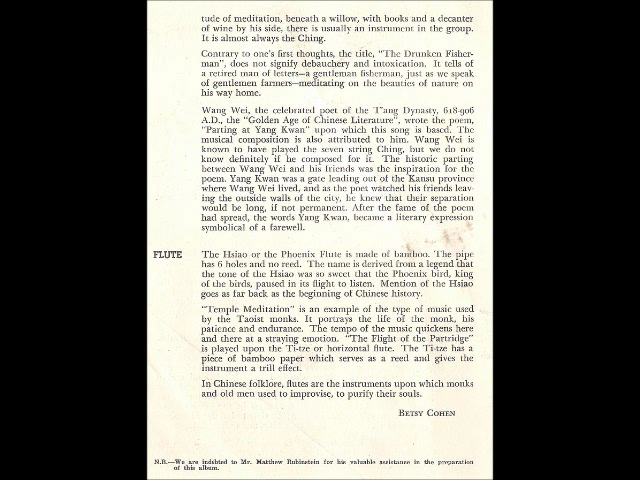 tude of meditation, beneath a willow, with books and a decanter
of wine by his side, there is usually an instrument in the group.
It is almost always the Ching.
Contrary to one's first thoughts, the title, "The Drunken Fisher-
man", does not signify debauchery and intoxication. It tells of
a retired man of letters—a gentleman fisherman, just as we speak
of gentlemen farmers—meditating on the beauties of nature on
his way home.
Wang Wei, the celebrated poet of the T'ang Dynasty, 618-906
A.D., the "Golden Age of Chinese Literature", wrote the poem,
"Parting at Yang Kwan" upon which this song is based. The
musical composition is also attributed to him. Wang Wei is
known to have played the seven string Ching, but we do not
know definitely if he composed for it. The historic parting
between Wang Wei and his friends was the inspiration for the
poem. Yang Kwan was a gate leading out of the Kansu province
where Wang Wei lived, and as the poet watched his friends leav-
ing the outside walls of the city, he knew that their separation
would be long, if not permanent. After the fame of the poem
had spread, the words Yang Kwan, became a literary expression
symbolical of a farewell.
FLUTE
The Hsiao or the Phoenix Flute is made of bamboo. The pipe
has 6 holes and no reed. The name is derived from a legend that
the tone of the Hsiao was so sweet that the Phoenix bird, king
of the birds, paused in its flight to listen. Mention of the Hsiao
goes as far back as the beginning of Chinese history.
"Temple Meditation" is an example of the type of music used
by the Taoist monks. It portrays the life of the monk, his
patience and endurance. The tempo of the music quickens here
and there at a straying emotion. "The Flight of the Partridge"
is played upon the Ti-tze or horizontal flute. The Ti-tze has a
piece of bamboo paper which serves as a reed and gives the
instrument a trill effect.
In Chinese folklore, flutes are the instruments upon which monks
and old men used to improvise, to purify their souls.
BETSY COHEN
N.B.—We are indebted to Mr. Matthew Rubinstein for his valuable assistance in the preparation
of this album.